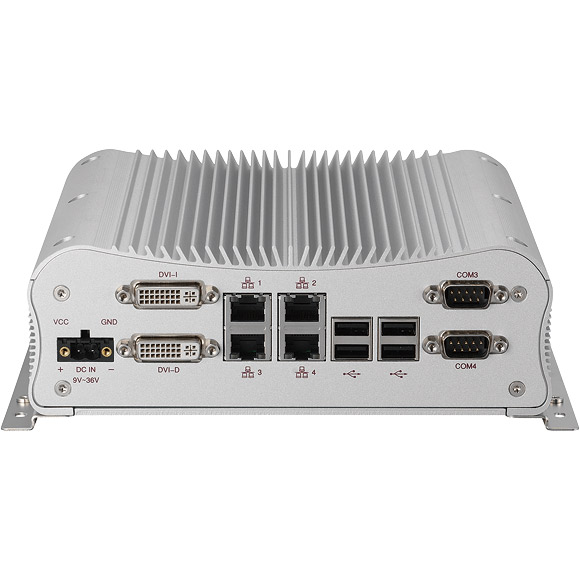 DVI-I
1
2
COM3
VCC
GND
+
DC IN
-
9V~36V
DVI-D
3
4
COM4